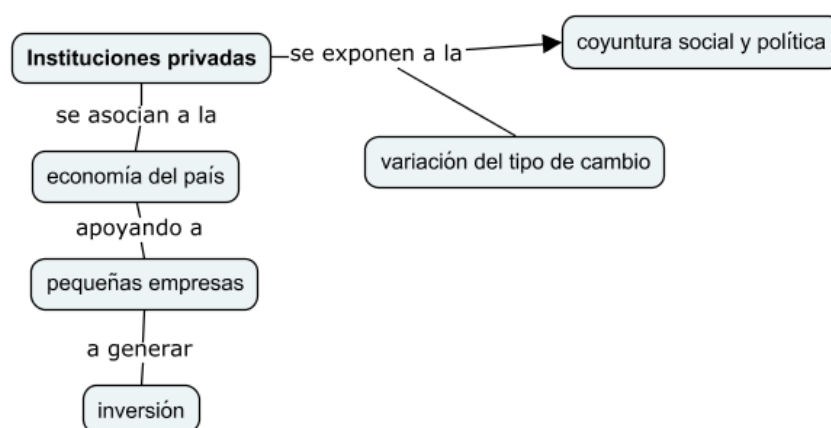 Instituciones privadas
se exponen a la
coyuntura social y política
se asocian a la
variación del tipo de cambio
economía del país
apoyando a
pequeñas empresas
a generar
inversión